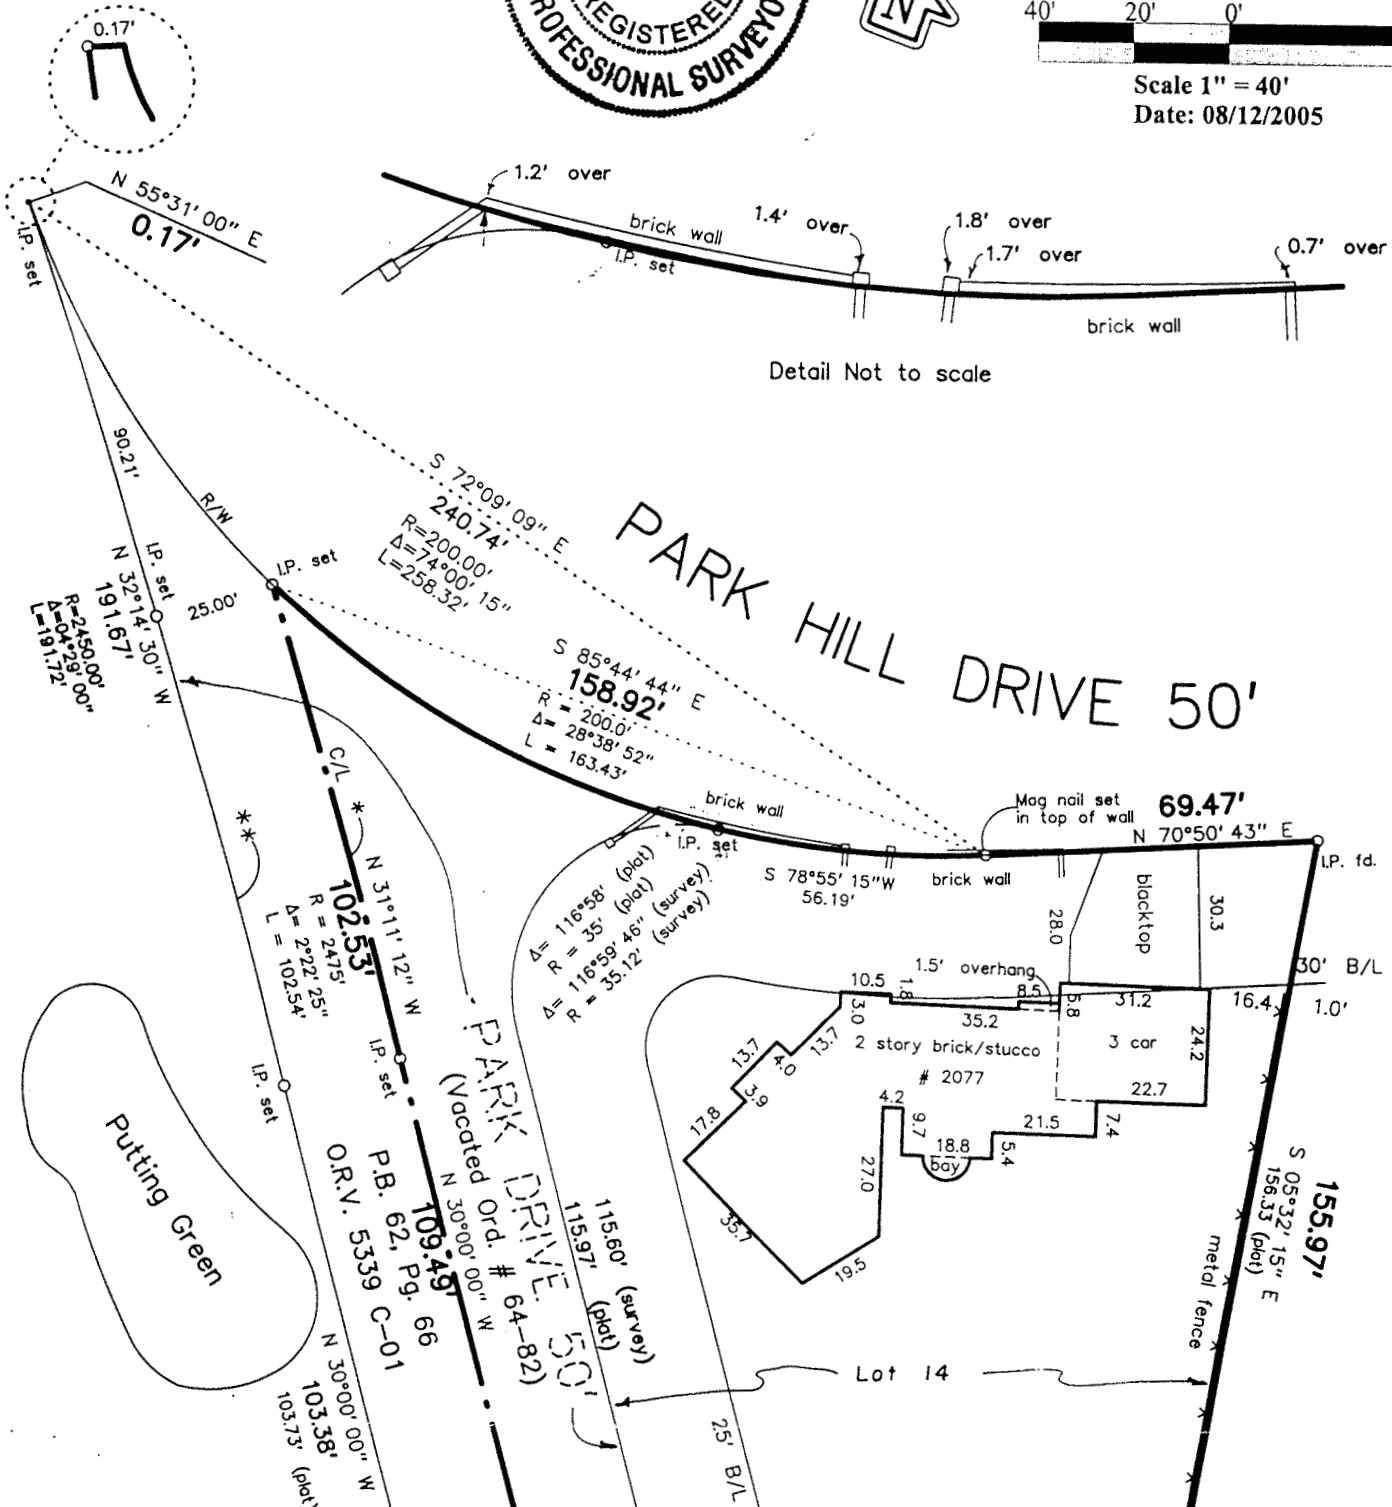 0.17'
REGISTERED
PROFESSIONAL SURVEYO
N
40' 20' 0'
Scale 1" = 40'
Date: 08/12/2005
N 55°31' 00" E
0.17'
I.P. set
1.2' over
brick wall
I.P. set
1.4' over
1.8' over
1.7' over
0.7' over
brick wall
Detail Not to scale
90.21'
R/W
S 72°09' 09" E
240.74'
R=200.00'
Δ=74°00' 15"
L=258.32'
PARK HILL DRIVE 50'
I.P. set
25.00'
I.P. set
N 32°14' 30" W
191.67'
R=2450.00'
Δ=04°29' 00"
L=191.72'
S 85°44' 44" E
158.92'
R = 200.0'
Δ= 28°38' 52"
L = 163.43'
C/L
*
**
brick wall
I.P. set
Mag nail set
in top of wall
69.47'
N 70°50' 43" E
I.P. fd.
S 78°55' 15"W
56.19'
brick wall
Δ= 116°58' (plat)
R = 35' (plat)
Δ= 116°59' 46" (survey)
R = 35.12' (survey)
N 31°11' 12" W
102.53'
R = 2475'
Δ= 2°22' 25"
L = 102.54'
28.0
blacktop
30.3
30' B/L
1.5' overhang
10.5
1.8
8.5
5.8
31.2
16.4
1.0'
3.0
35.2
13.7
4.0
13.7
2 story brick/stucco
# 2077
3 car
24.2
3.9
17.8
4.2
9.7
18.8
bay
5.4
21.5
7.4
22.7
27.0
35.7
19.5
I.P. set
I.P. set
Putting Green
PARK DRIVE 50'
(Vacated Ord. # 64-82)
N 30°00' 00" W
109.49'
P.B. 62, Pg. 66
O.R.V. 5339 C-01
115.60' (survey)
115.97' (plat)
155.97'
S 05°32' 15" E
156.33 (plat)
metal fence
Lot 14
25' B/L
N 30°00' 00" W
103.38'
103.73' (plat)